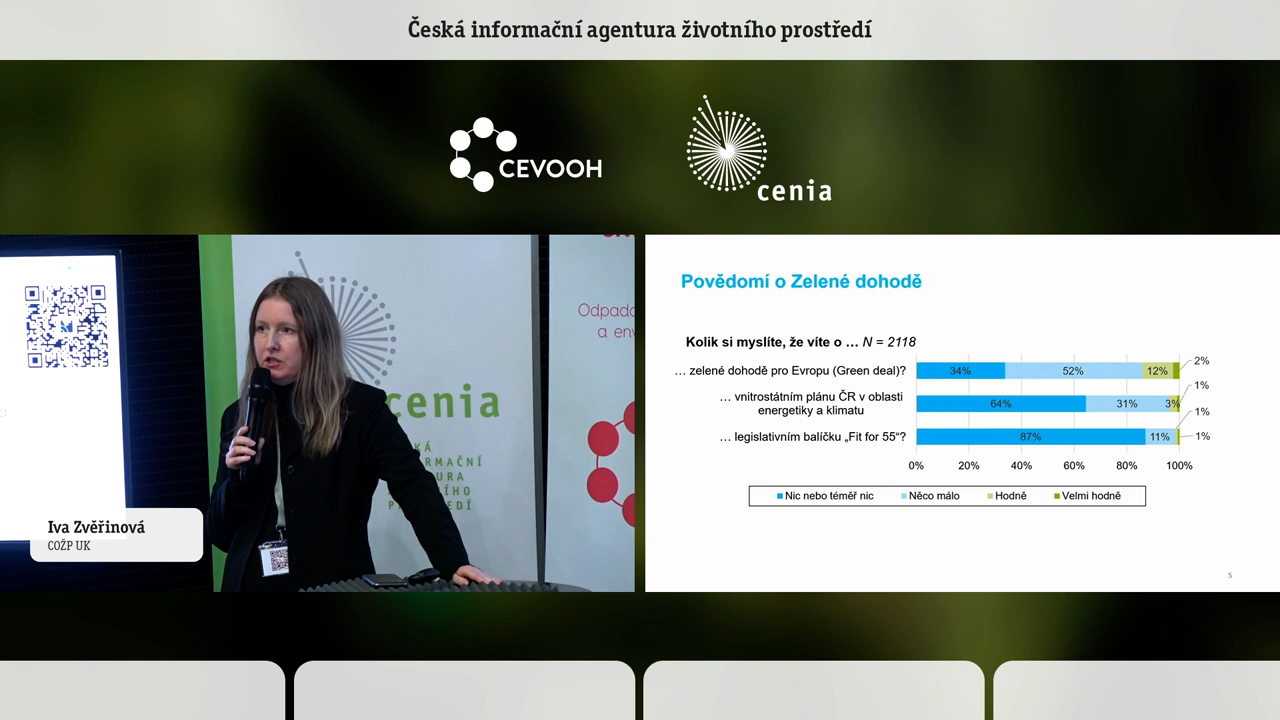 Česká informační agentura životního prostředí
CEVOOH
cenia
cenia
Odpado
a env
Iva Zvěřinová
COŽP UK
Povědomí o Zelené dohodě
Kolik si myslíte, že víte o … N = 2118
… zelené dohodě pro Evropu (Green deal)?
34%
52%
12%
2%
… vnitrostátním plánu ČR v oblasti
energetiky a klimatu
64%
31%
3%
1%
… legislativním balíčku „Fit for 55“?
87%
11%
1%
1%
0%
20%
40%
60%
80%
100%
Nic nebo téměř nic
Něco málo
Hodně
Velmi hodně
5